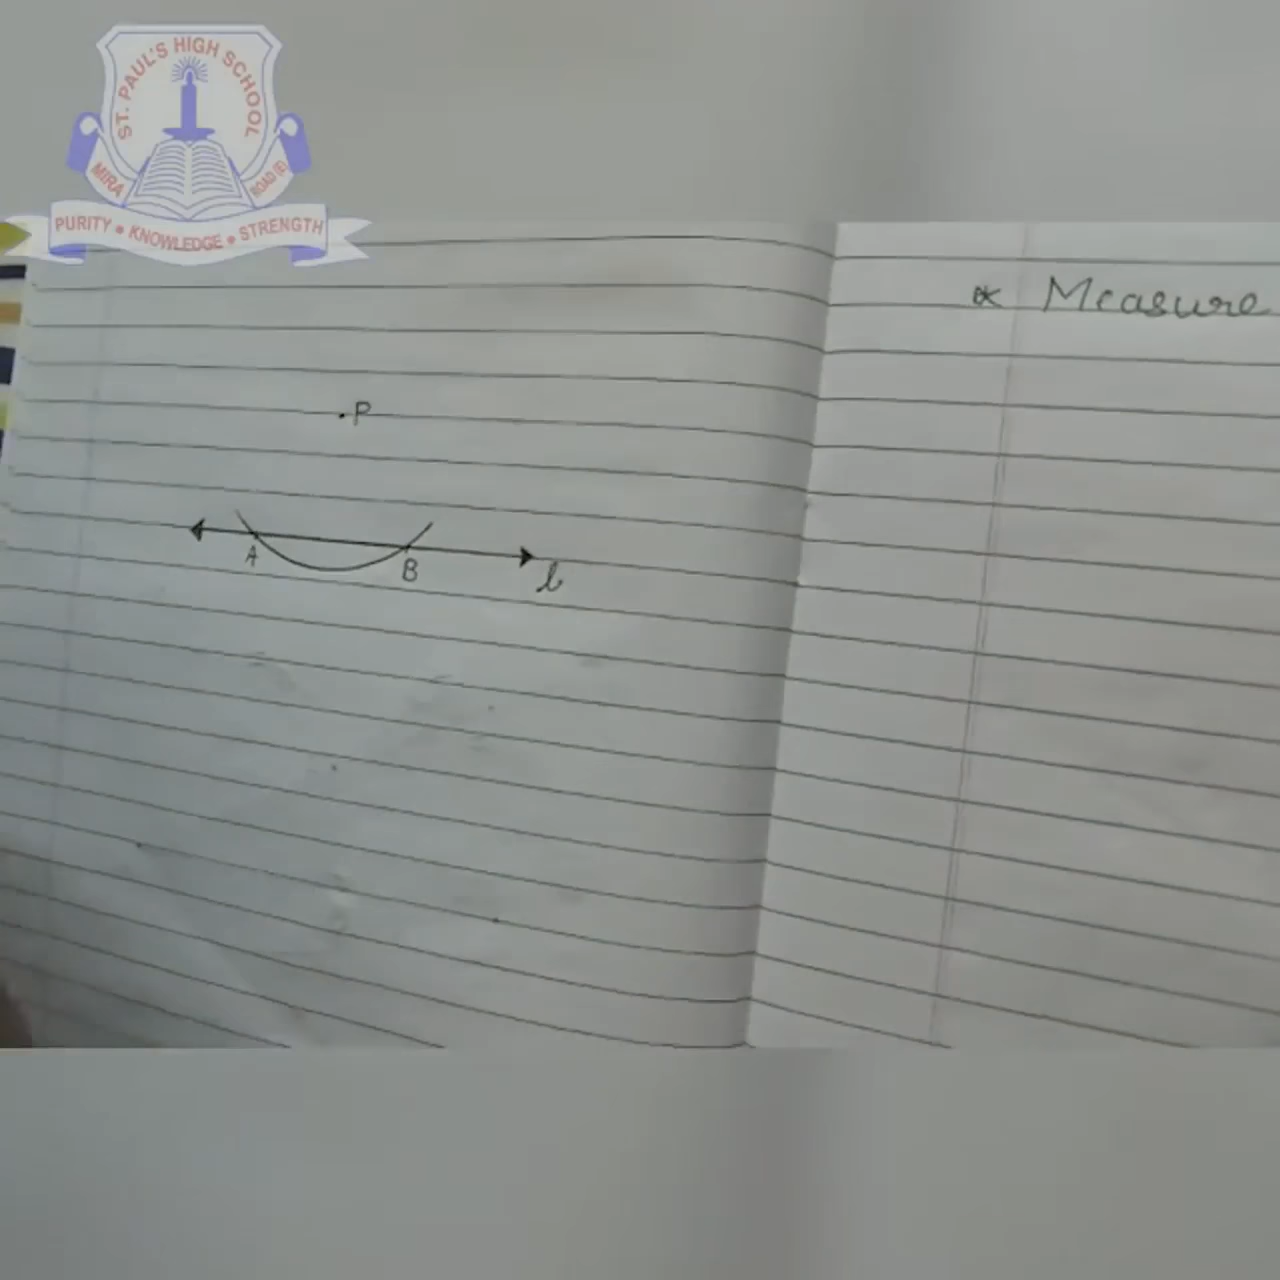 ST. PAUL'S HIGH SCHOOL
MIRA ROAD (E)
PURITY • KNOWLEDGE • STRENGTH
* Measure
.P
A
B
l